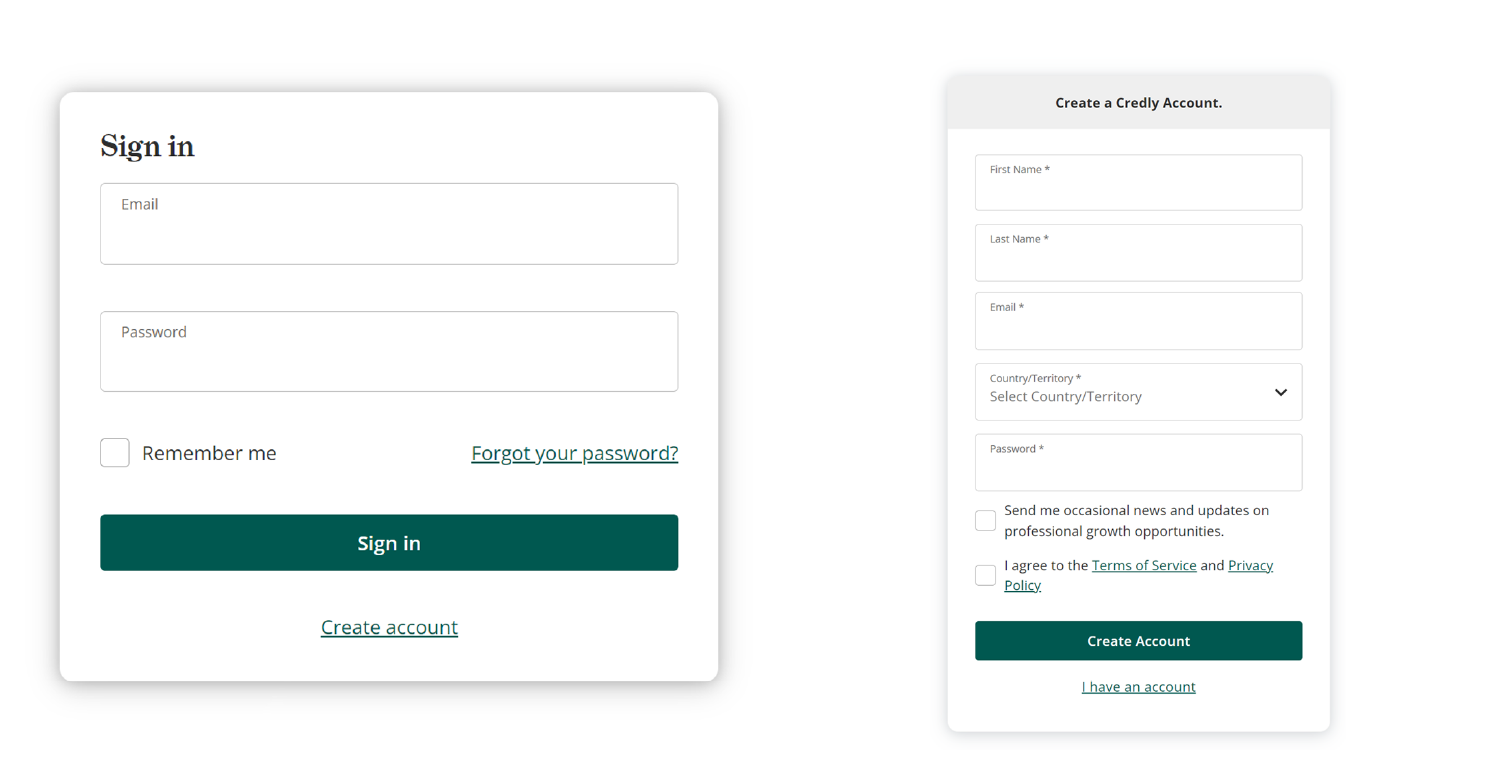 Sign in
Email
Password
Remember me
Forgot your password?
Sign in
Create account
Create a Credly Account.
First Name *
Last Name *
Email *
Country/Territory *
Select Country/Territory
Password *
Send me occasional news and updates on
professional growth opportunities.
I agree to the Terms of Service and Privacy
Policy
Create Account
I have an account